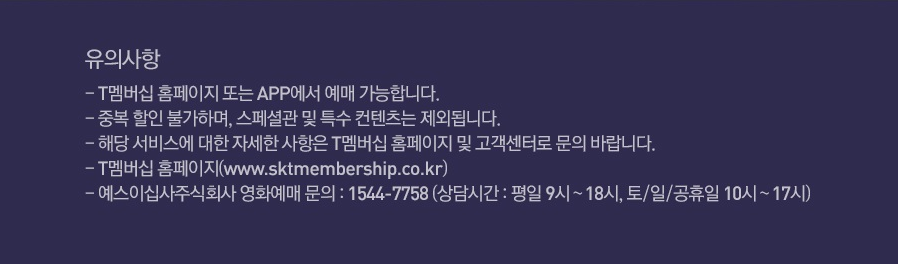 유의사항
- T멤버십 홈페이지 또는 APP에서 예매 가능합니다.
- 중복 할인 불가하며, 스페셜관 및 특수 컨텐츠는 제외됩니다.
- 해당 서비스에 대한 자세한 사항은 T멤버십 홈페이지 및 고객센터로 문의 바랍니다.
- T멤버십 홈페이지(www.sktmembership.co.kr)
- 예스이십사주식회사 영화예매 문의 : 1544-7758 (상담시간 : 평일 9시 ~ 18시, 토/일/공휴일 10시 ~ 17시)